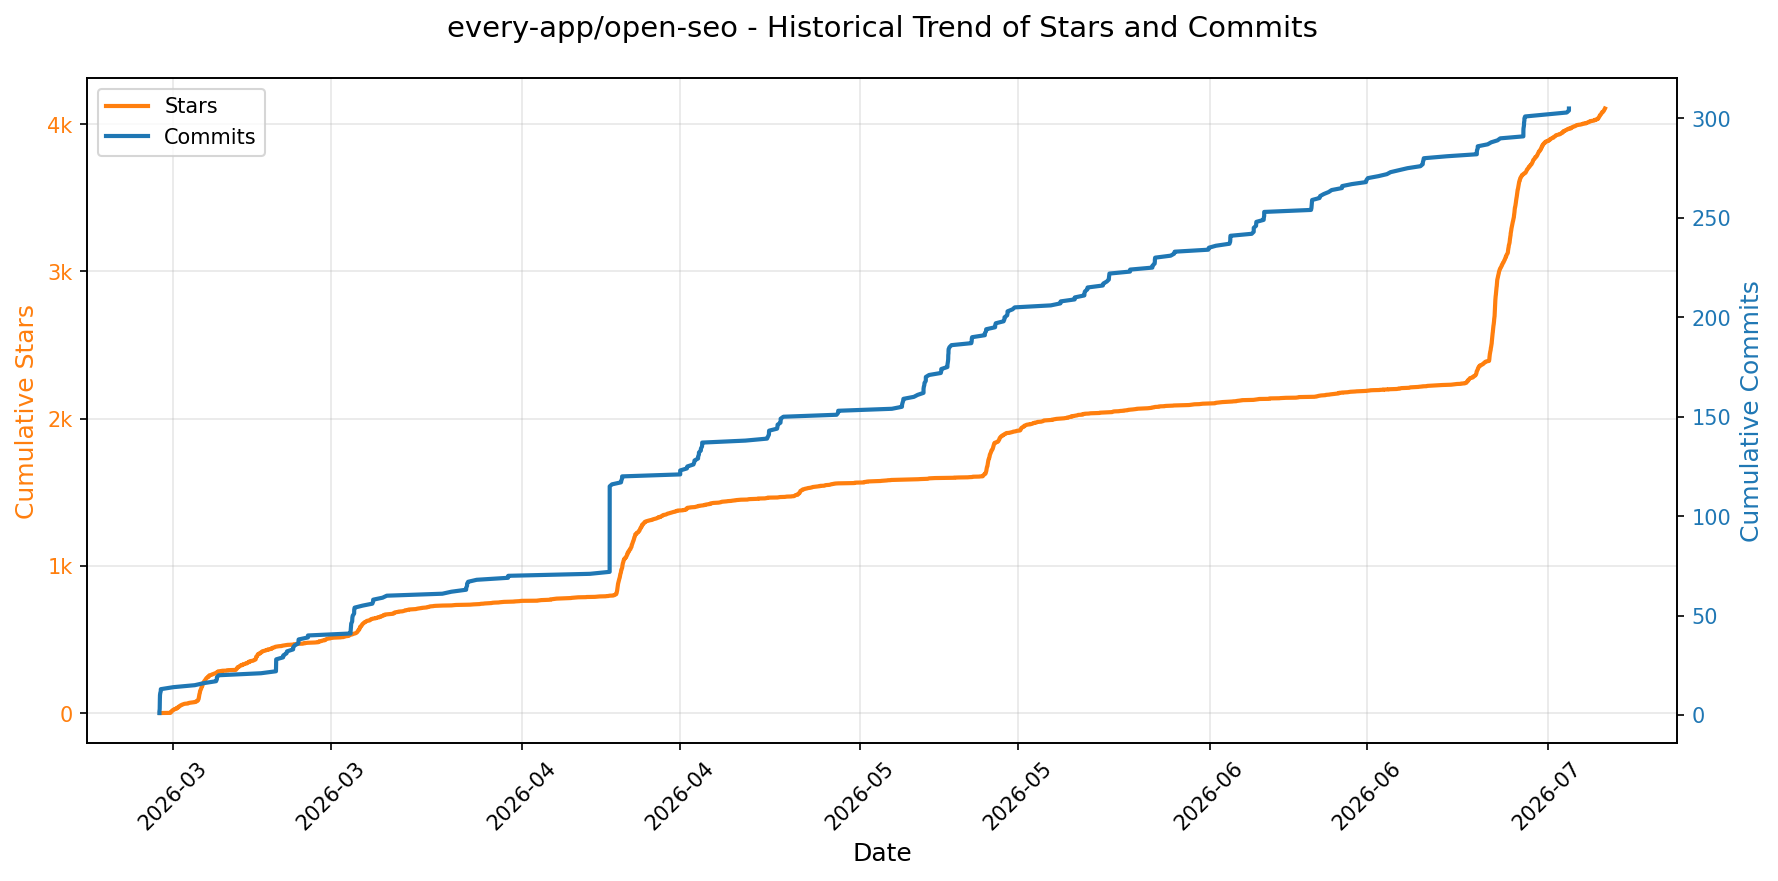 every-app/open-seo - Historical Trend of Stars and Commits
Stars
Commits
Cumulative Stars
4k
3k
2k
1k
0
Cumulative Commits
300
250
200
150
100
50
0
2026-03
2026-03
2026-04
2026-04
2026-05
2026-05
2026-06
2026-06
2026-07
Date